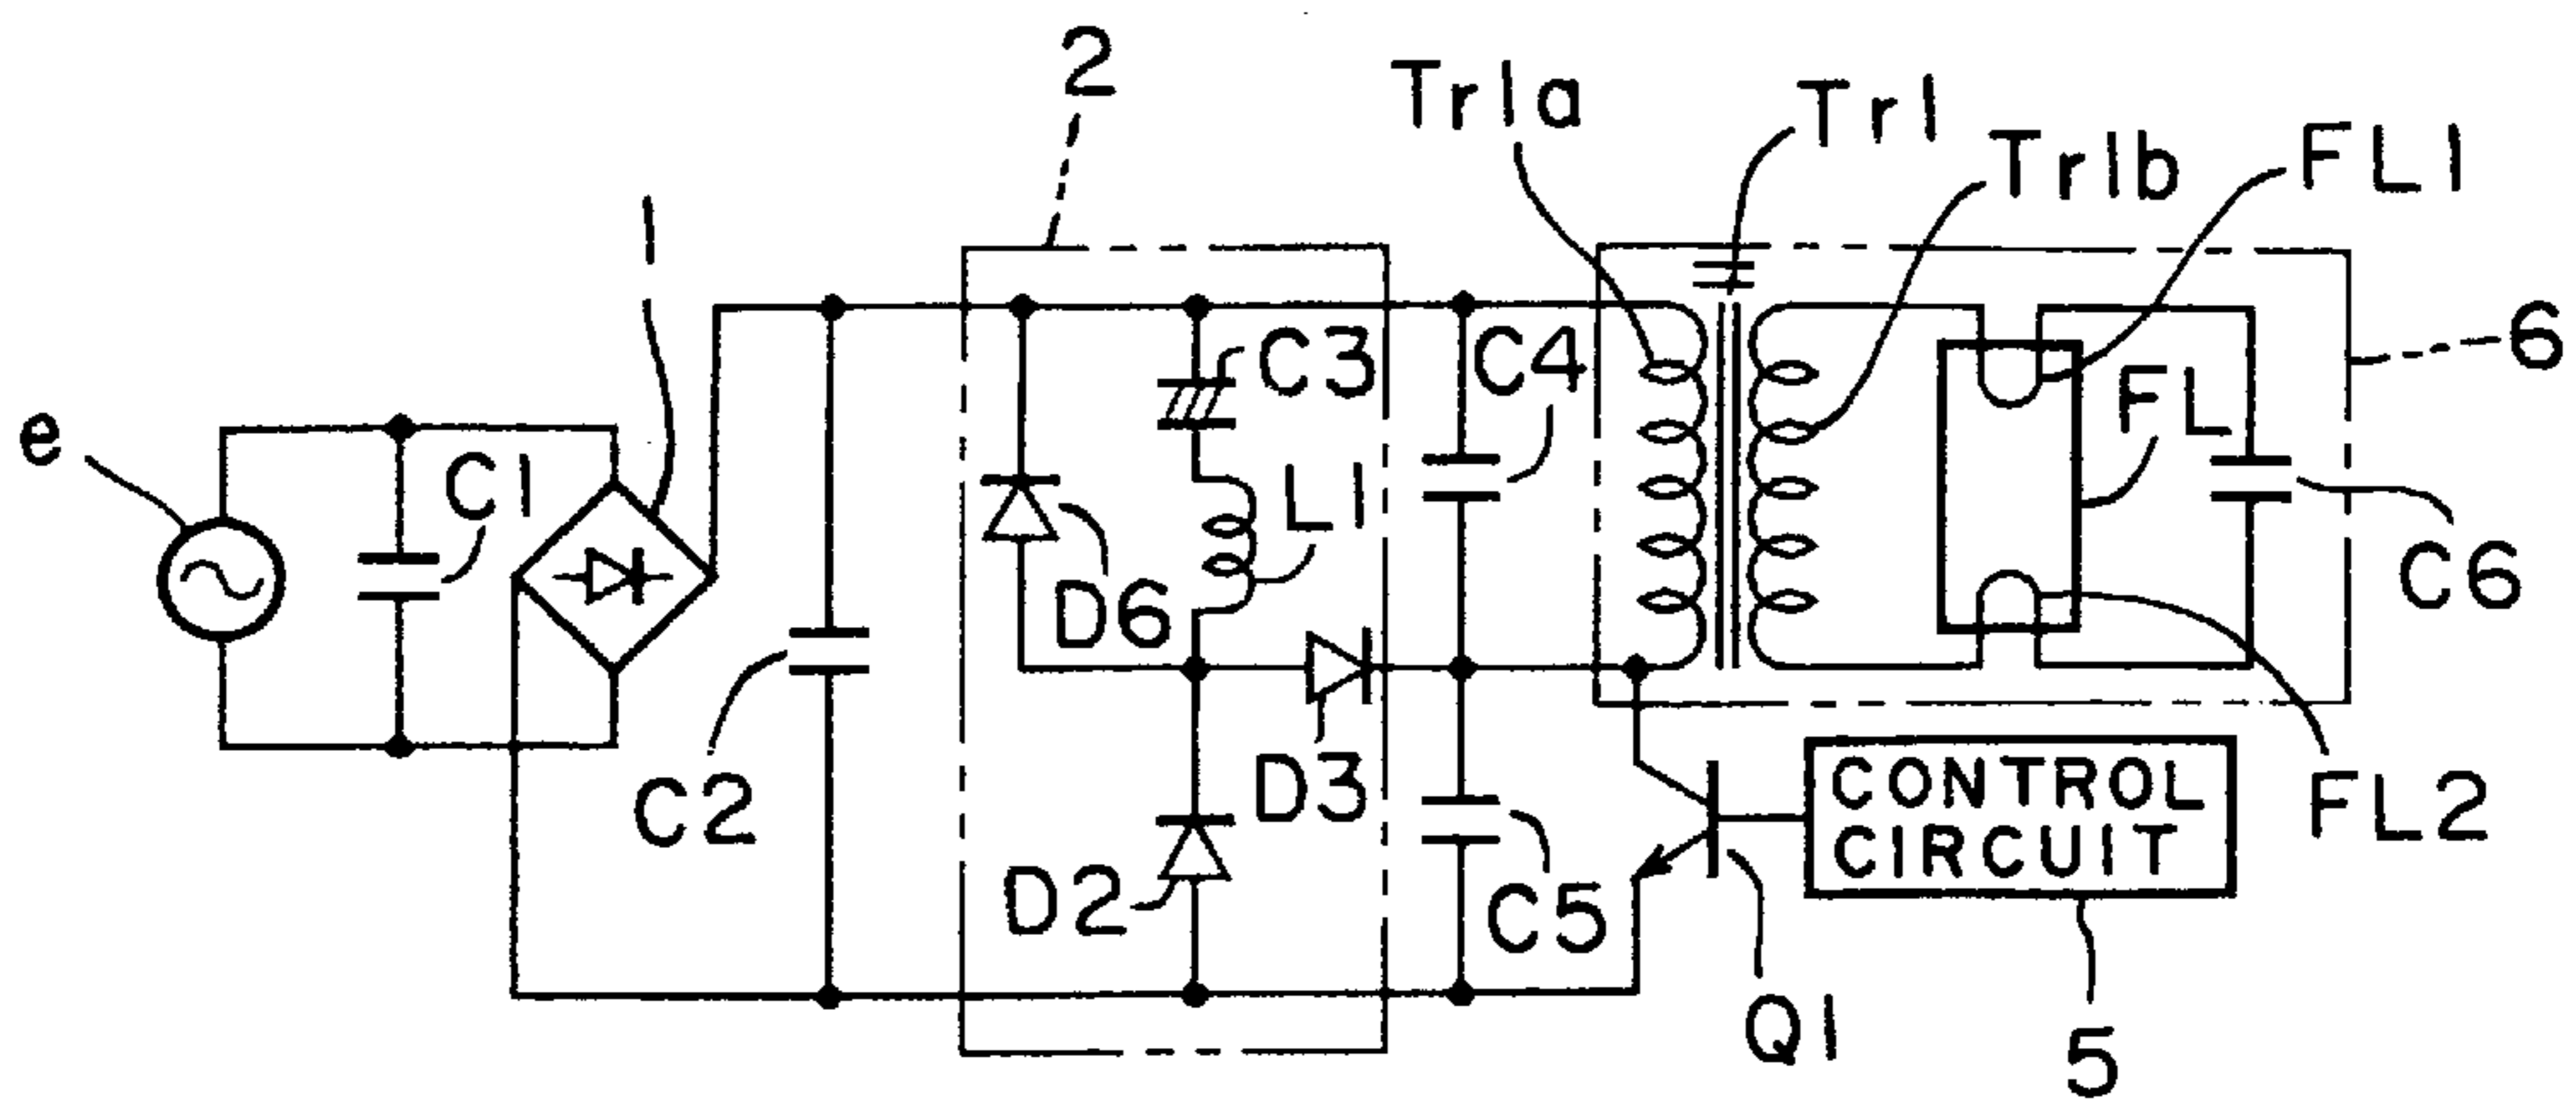 2
Tr1a
Tr1
Tr1b
FL1
1
C3
C4
6
e
C1
L1
FL
D6
C6
C2
D3
CONTROL
CIRCUIT
FL2
D2
C5
Q1
5